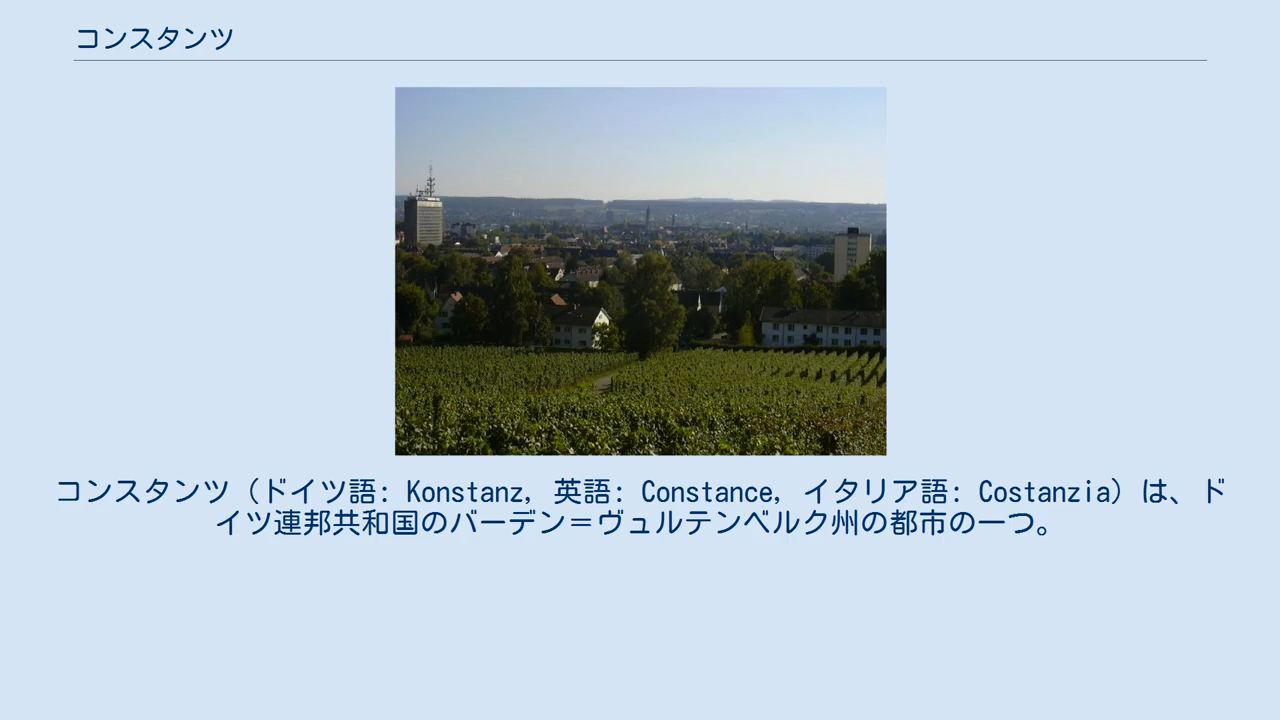 コンスタンツ
コンスタンツ（ドイツ語: Konstanz, 英語: Constance, イタリア語: Costanzia）は、ド
イツ連邦共和国のバーデン＝ヴュルテンベルク州の都市の一つ。